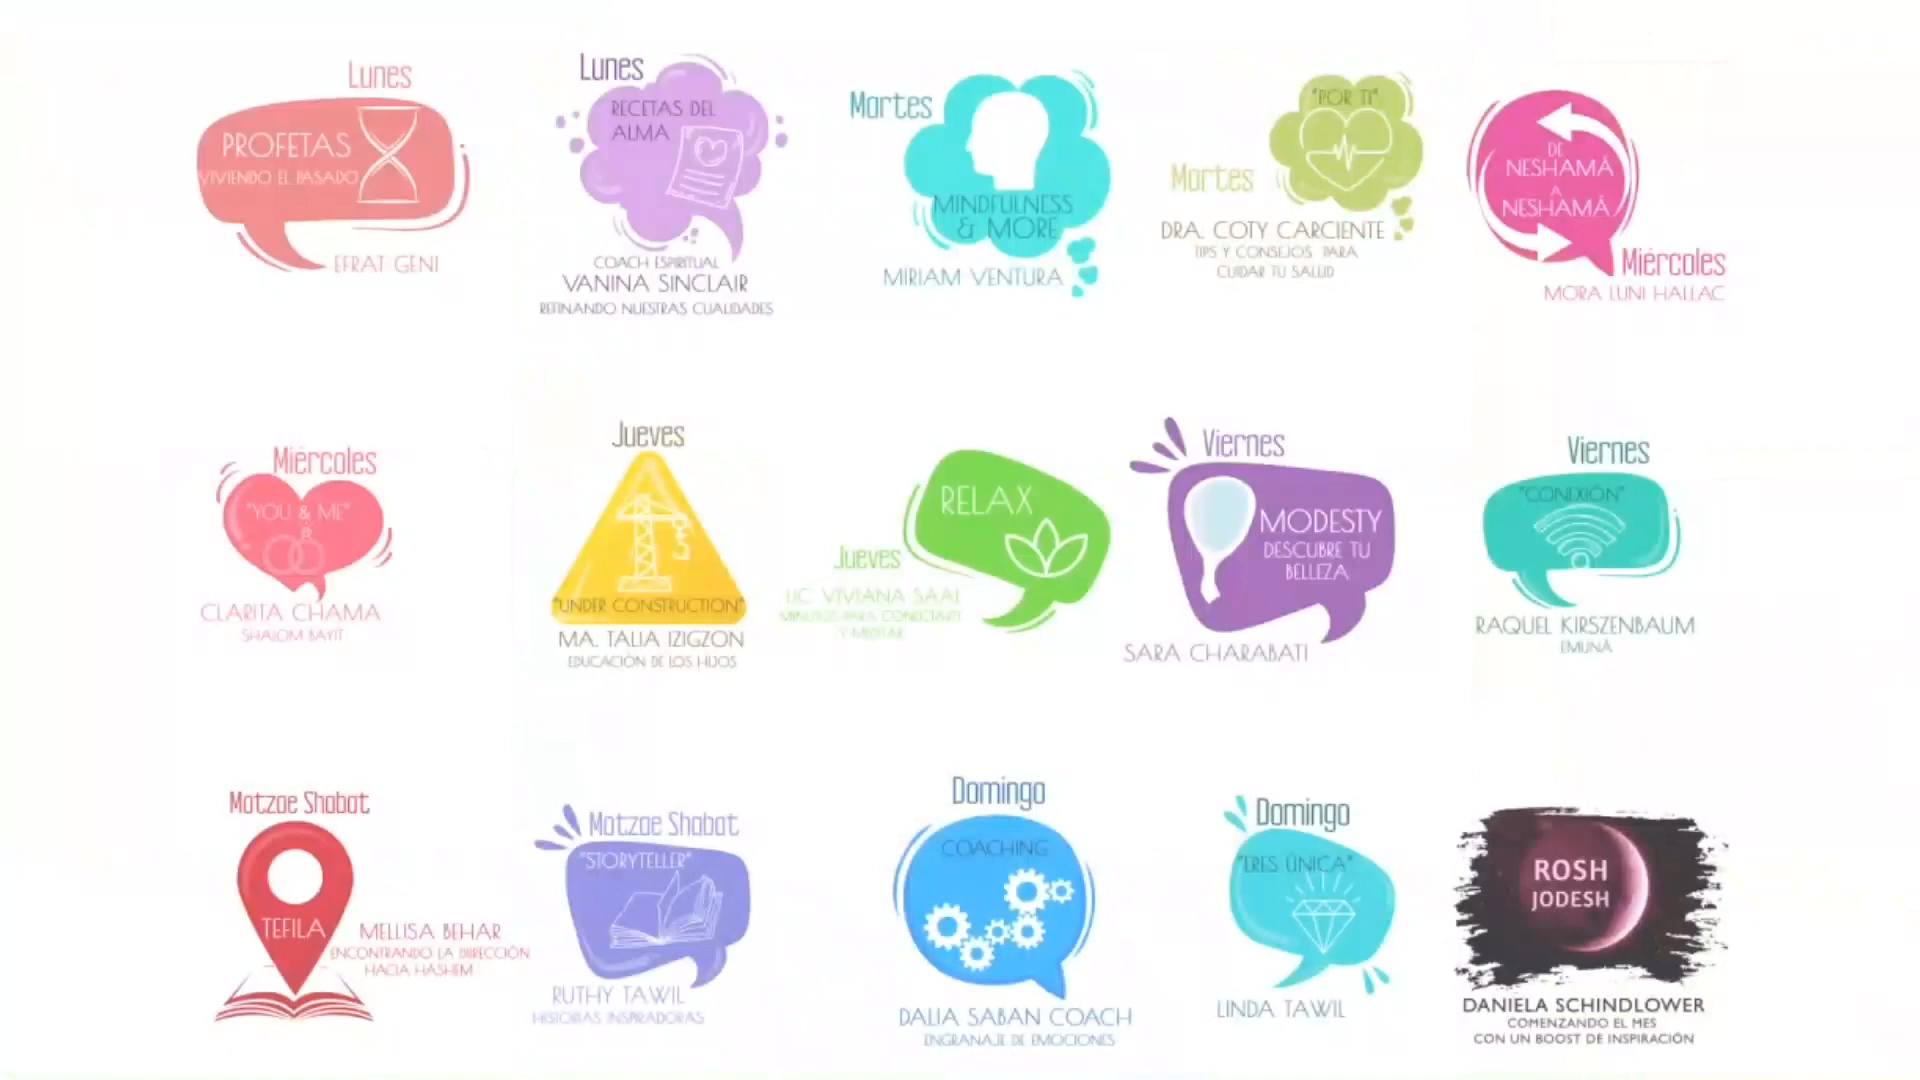 Lunes
PROFETAS
VIVIENDO EL PASADO
EFRAT GENI
Lunes
RECETAS DEL
ALMA
COACH ESPIRITUAL
VANINA SINCLAIR
REFINANDO NUESTRAS CUALIDADES
Martes
MINDFULNESS
& MORE
MIRIAM VENTURA
"POR TI"
Martes
DRA. COTY CARCIENTE
TIPS Y CONSEJOS PARA
CUIDAR TU SALUD
DE
NESHAMÁ
A
NESHAMÁ
Miércoles
MORA LUNI HALLAC
Miércoles
"YOU & ME"
CLARITA CHAMA
SHALOM BAYIT
Jueves
"UNDER CONSTRUCTION"
MA. TALIA IZIGZON
EDUCACIÓN DE LOS HIJOS
RELAX
Jueves
LIC. VIVIANA SAAL
MINUTOS PARA CONECTARTE
Y MEDITAR
Viernes
MODESTY
DESCUBRE TU
BELLEZA
SARA CHARABATI
Viernes
"CONEXIÓN"
RAQUEL KIRSZENBAUM
EMUNÁ
Motzae Shabat
TEFILA
MELLISA BEHAR
ENCONTRANDO LA DIRECCIÓN
HACIA HASHEM
Motzae Shabat
"STORYTELLER"
RUTHY TAWIL
HISTORIAS INSPIRADORAS
Domingo
COACHING
DALIA SABAN COACH
ENGRANAJE DE EMOCIONES
Domingo
"ERES ÚNICA"
LINDA TAWIL
ROSH
JODESH
DANIELA SCHINDLOWER
COMENZANDO EL MES
CON UN BOOST DE INSPIRACIÓN